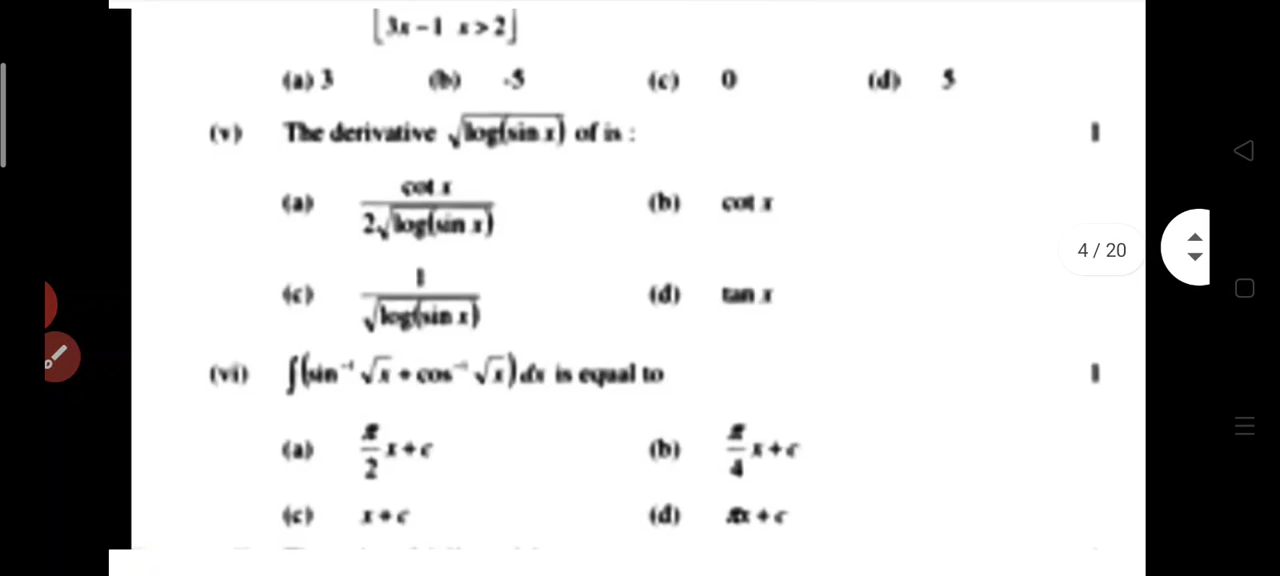 3x – 1 x > 2
(a) 3 (b) -5 (c) 0 (d) 5
(v) The derivative √log(sin x) of is : 1
(a) cot x / 2√log(sin x) (b) cot x
(c) 1 / √log(sin x) (d) tan x
4 / 20
(vi) ∫(sin⁻¹ √x + cos⁻¹ √x) dx is equal to 1
(a) π/2 x + c (b) π/4 x + c
(c) x + c (d) πx + c